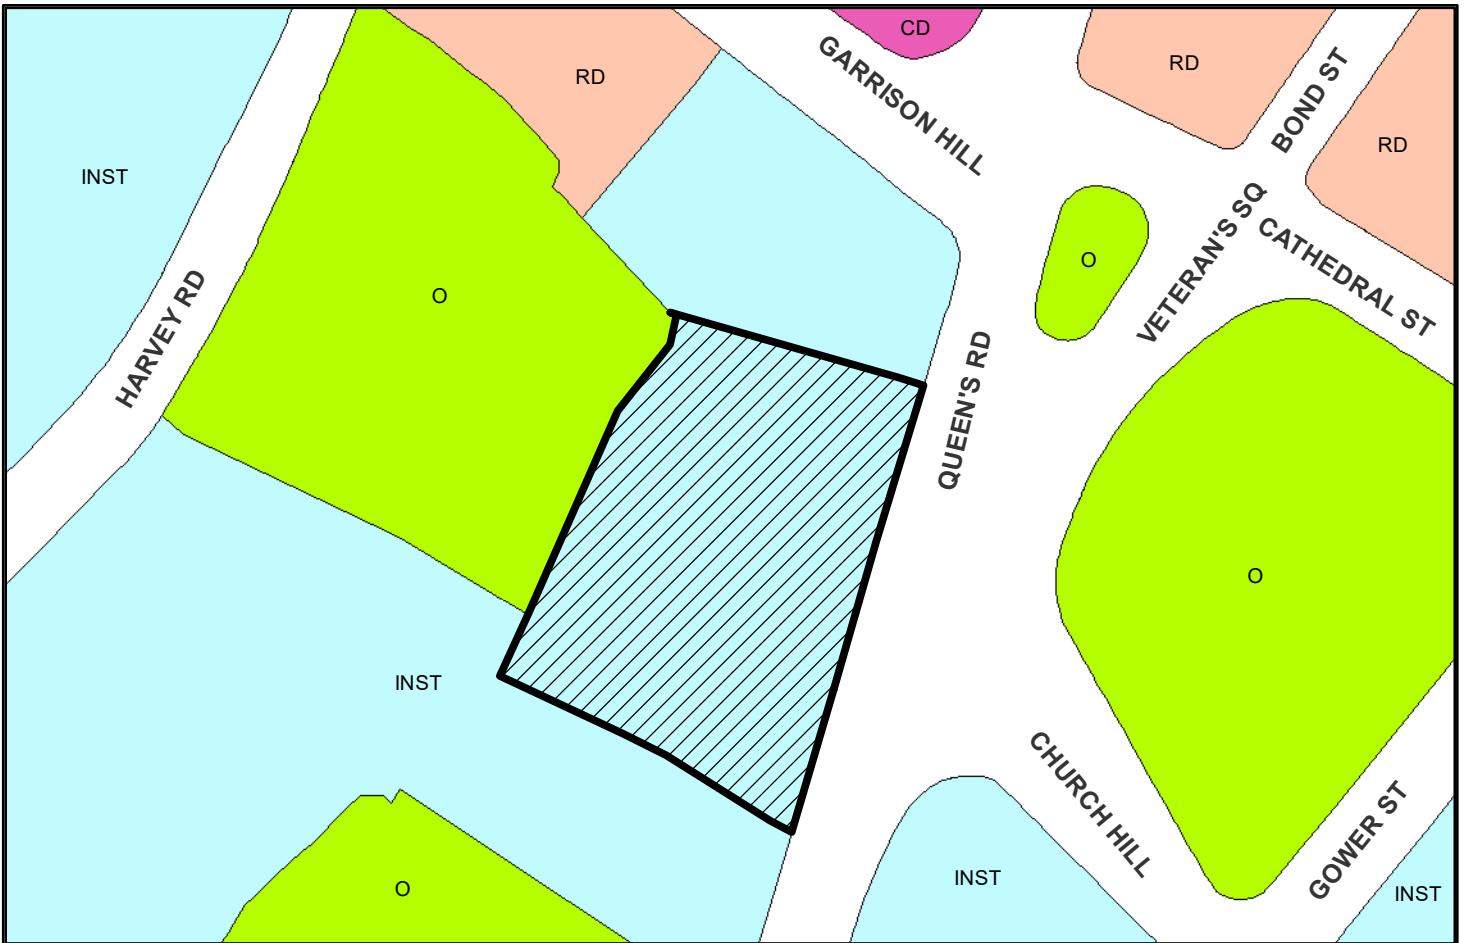 CD
GARRISON HILL
RD
RD
BOND ST
RD
INST
VETERAN'S SQ
CATHEDRAL ST
O
O
HARVEY RD
QUEEN'S RD
O
INST
CHURCH HILL
GOWER ST
INST
O
INST